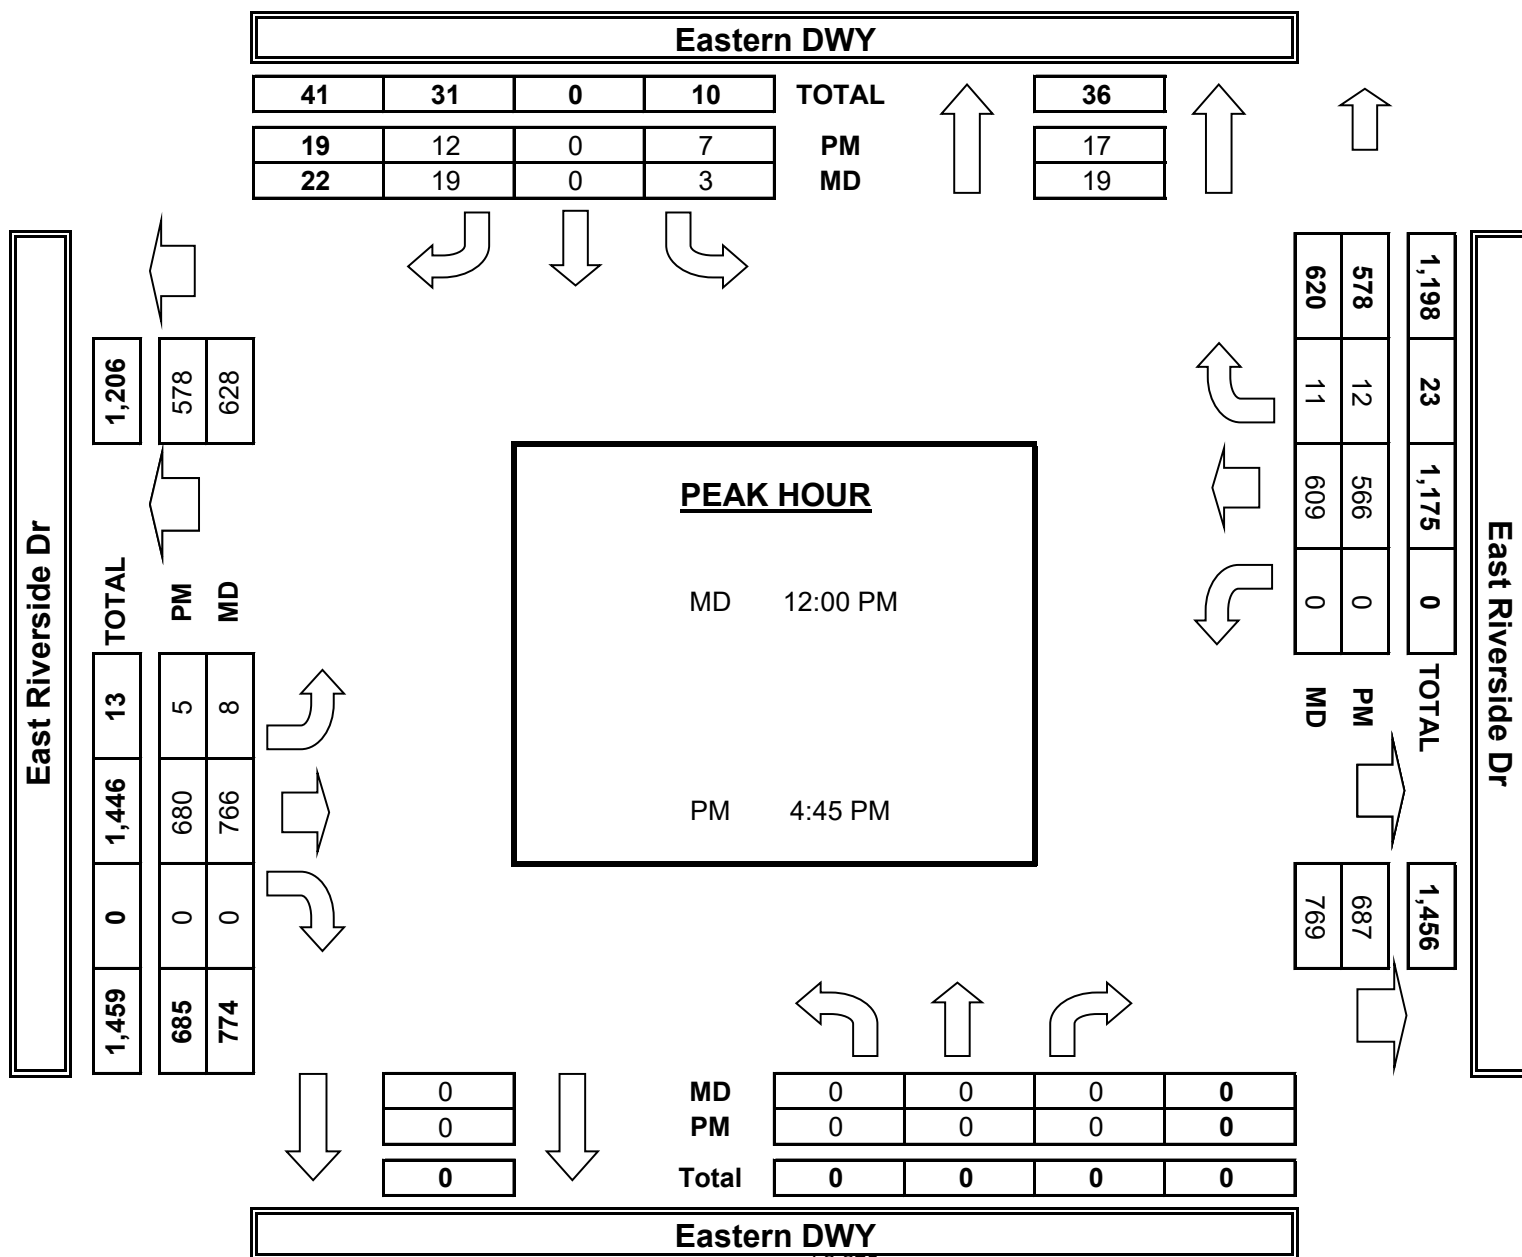 Eastern DWY
41 31 0 10 TOTAL 36
19 12 0 7 PM 17
22 19 0 3 MD 19
East Riverside Dr
1,206
578
628
TOTAL
PM
MD
13 1,446 0 1,459
5 680 0 685
8 766 0 774
PEAK HOUR
MD 12:00 PM
PM 4:45 PM
1,198 23 1,175 0 TOTAL
578 12 566 0 PM
620 11 609 0 MD
1,456
687
769
East Riverside Dr
0 MD 0 0 0 0
0 PM 0 0 0 0
0 Total 0 0 0 0
Eastern DWY